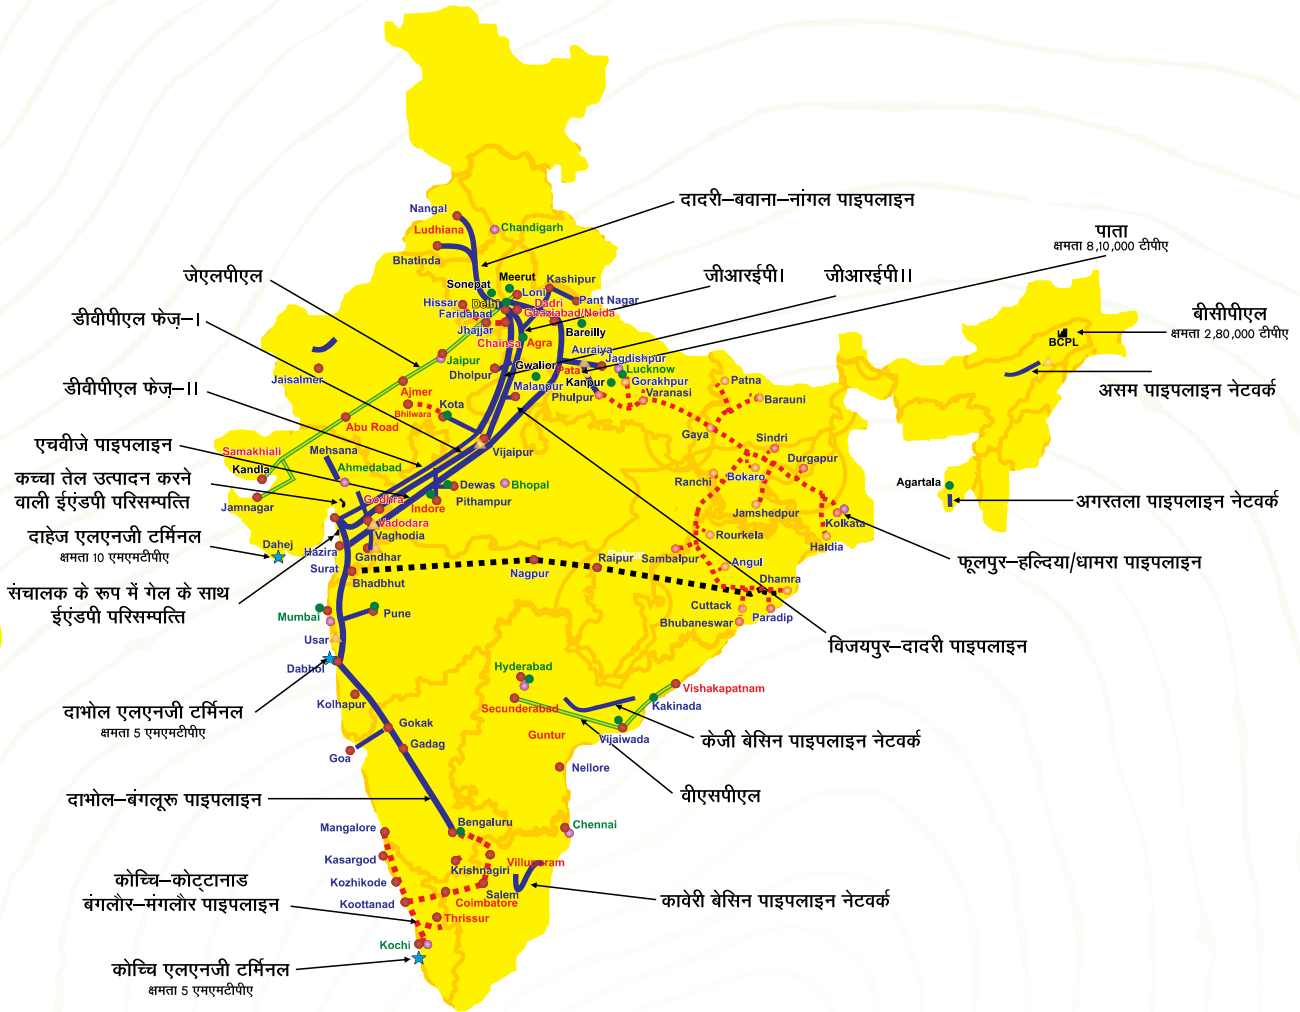 दादरी–बवाना–नांगल पाइपलाइन
Nangal
Ludhiana
Chandigarh
पाता
क्षमता 8,10,000 टीपीए
Bhatinda
जेएलपीएल
जीआरईपी।
जीआरईपी।।
Meerut
Sonepat
Kashipur
Loni
Pant Nagar
Hissar
Delhi
Dadri
Faridabad
Ghaziabad/Noida
डीवीपीएल फेज़–I
बीसीपीएल
क्षमता 2,80,000 टीपीए
BCPL
Jhajjar
Bareilly
Chainsa
Agra
Auraiya
Jaipur
Jagdishpur
Jaisalmer
Dholpur
Gwalior
Pata
Lucknow
Malanpur
Kanpur
Gorakhpur
Patna
असम पाइपलाइन नेटवर्क
डीवीपीएल फेज़–II
Ajmer
Phulpur
Varanasi
Barauni
Bhilwara
Kota
Abu Road
Gaya
Sindri
एचवीजे पाइपलाइन
Samakhiali
Mehsana
Vijaipur
Durgapur
Kandla
Ahmedabad
कच्चा तेल उत्पादन करने
वाली ईएंडपी परिसम्पत्ति
Ranchi
Bokaro
Agartala
Dewas
Bhopal
Godhra
Indore
Pithampur
अगरतला पाइपलाइन नेटवर्क
Jamnagar
Jamshedpur
Kolkata
Vadodara
Vaghodia
Rourkela
Haldia
दाहेज एलएनजी टर्मिनल
क्षमता 10 एमएमटीपीए
Dahej
Hazira
Gandhar
Raipur
Sambalpur
Angul
फूलपुर–हल्दिया/धामरा पाइपलाइन
Surat
Bhadbhut
Nagpur
Dhamra
संचालक के रूप में गेल के साथ
ईएंडपी परिसम्पत्ति
Mumbai
Pune
Cuttack
Paradip
Bhubaneswar
Usar
विजयपुर–दादरी पाइपलाइन
Dabhol
Hyderabad
Vishakapatnam
Kolhapur
Secunderabad
Kakinada
दाभोल एलएनजी टर्मिनल
क्षमता 5 एमएमटीपीए
Gokak
Guntur
Vijaiwada
केजी बेसिन पाइपलाइन नेटवर्क
Gadag
Goa
Nellore
दाभोल–बंगलूरू पाइपलाइन
वीएसपीएल
Bengaluru
Chennai
Mangalore
Kasargod
Krishnagiri
Villupuram
Kozhikode
कोच्चि–कोट्टानाड
बंगलौर–मंगलौर पाइपलाइन
Salem
Koottanad
Coimbatore
कावेरी बेसिन पाइपलाइन नेटवर्क
Thrissur
Kochi
कोच्चि एलएनजी टर्मिनल
क्षमता 5 एमएमटीपीए